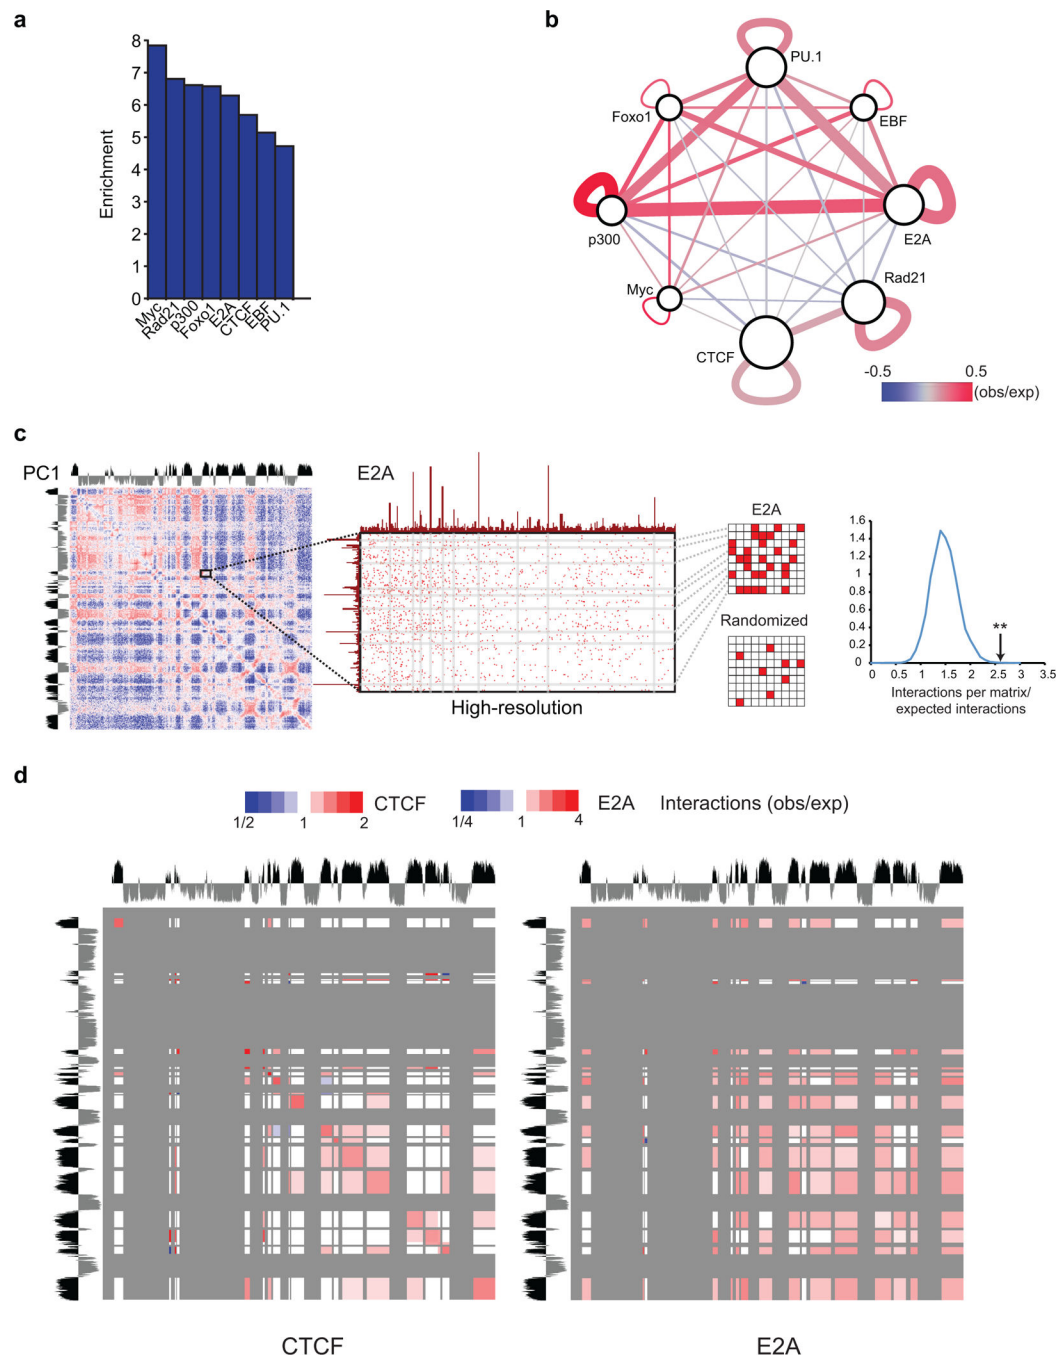 a
8
7
6
5
4
3
2
1
0
Enrichment
Myc
Rad21
p300
Foxo1
E2A
CTCF
EBF
PU.1
b
PU.1
Foxo1
EBF
p300
E2A
Myc
Rad21
CTCF
-0.5
0.5
(obs/exp)
c
PC1
E2A
High-resolution
E2A
Randomized
1.6
1.4
1.2
1
0.8
0.6
0.4
0.2
0
**
0 0.5 1 1.5 2 2.5 3 3.5
Interactions per matrix/
expected interactions
d
CTCF
1/2 1 2
E2A
1/4 1 4
Interactions (obs/exp)
CTCF
E2A